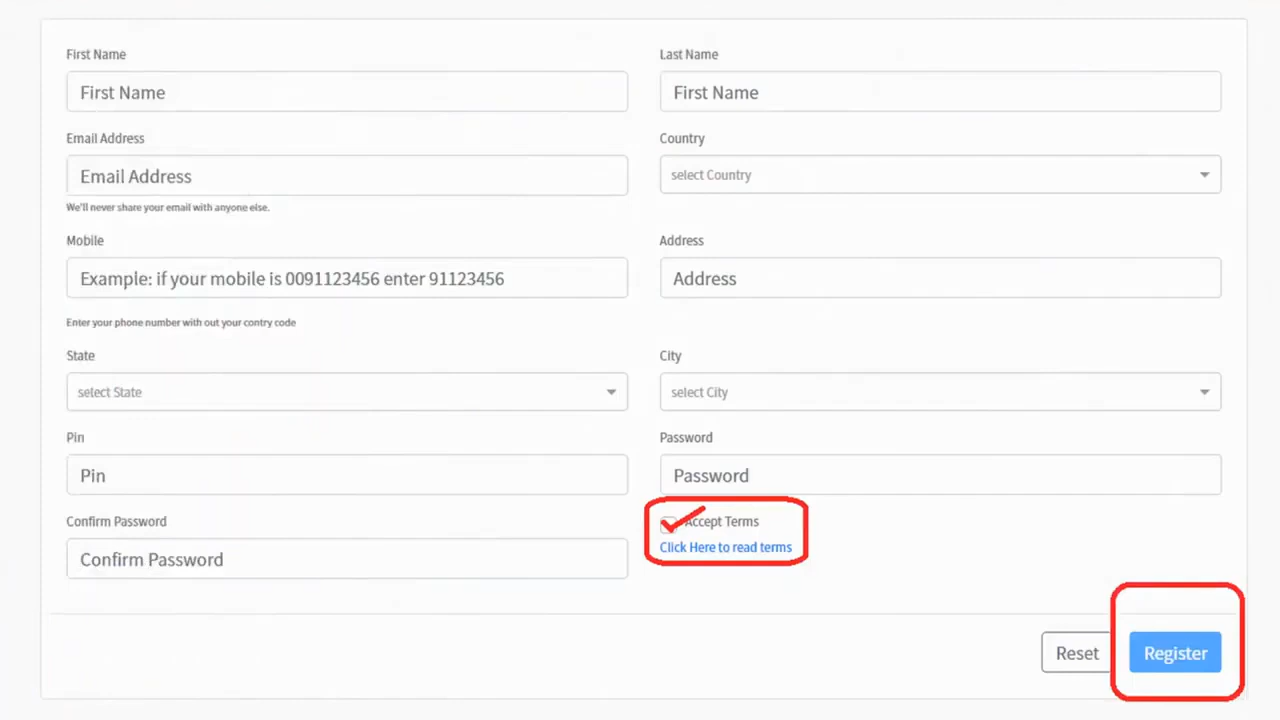 First Name
Last Name
First Name
First Name
Email Address
Country
Email Address
select Country
We'll never share your email with anyone else.
Mobile
Address
Example: if your mobile is 0091123456 enter 91123456
Address
Enter your phone number with out your contry code
State
City
select State
select City
Pin
Password
Pin
Password
Confirm Password
Accept Terms
Click Here to read terms
Confirm Password
Reset
Register